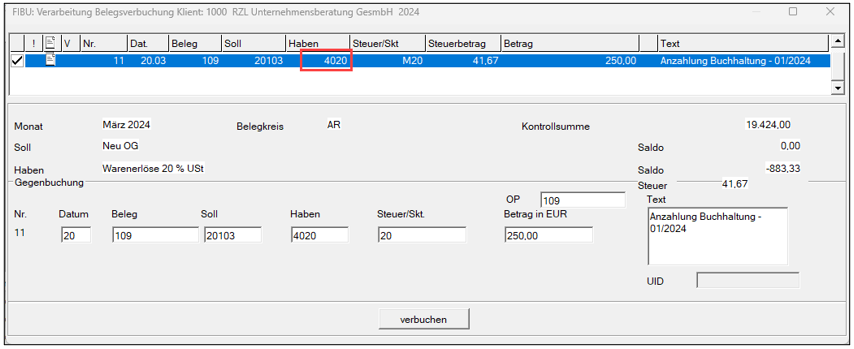 FIBU: Verarbeitung Belegsverbuchung Klient: 1000 RZL Unternehmensberatung GesmbH 2024
! V Nr. Dat. Beleg Soll Haben Steuer/Skt Steuerbetrag Betrag Text
11 20.03 109 20103 4020 M20 41,67 250,00 Anzahlung Buchhaltung - 01/2024
Monat März 2024 Belegkreis AR Kontrollsumme 19.424,00
Soll Neu OG Saldo 0,00
Haben Warenerlöse 20 % USt Saldo -883,33
Gegenbuchung Steuer 41,67
OP 109 Text
Nr. Datum Beleg Soll Haben Steuer/Skt. Betrag in EUR
11 20 109 20103 4020 20 250,00
Anzahlung Buchhaltung -
01/2024
UID
verbuchen